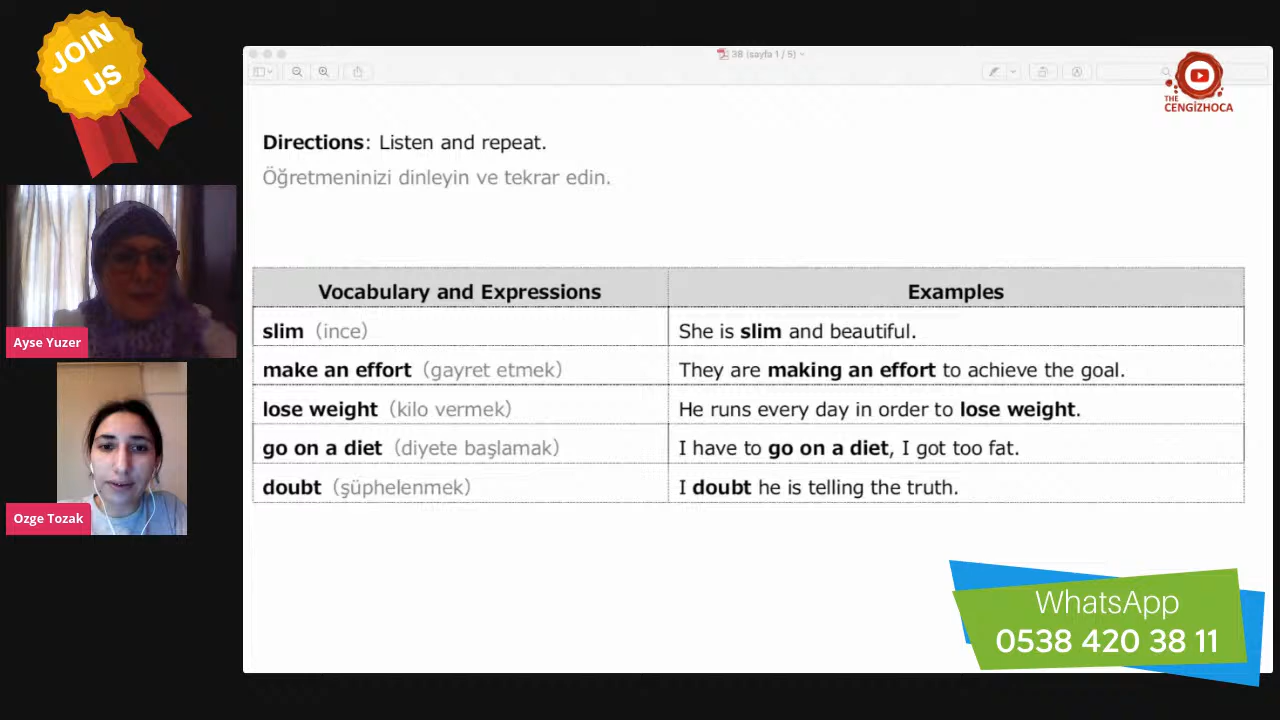 JOIN
US
38 (sayfa 1 / 5)
THE
CENGİZHOCA
Directions: Listen and repeat.
Öğretmeninizi dinleyin ve tekrar edin.
Vocabulary and Expressions Examples
slim (ince) She is slim and beautiful.
make an effort (gayret etmek) They are making an effort to achieve the goal.
lose weight (kilo vermek) He runs every day in order to lose weight.
go on a diet (diyete başlamak) I have to go on a diet, I got too fat.
doubt (şüphelenmek) I doubt he is telling the truth.
Ayse Yuzer
Ozge Tozak
WhatsApp
0538 420 38 11